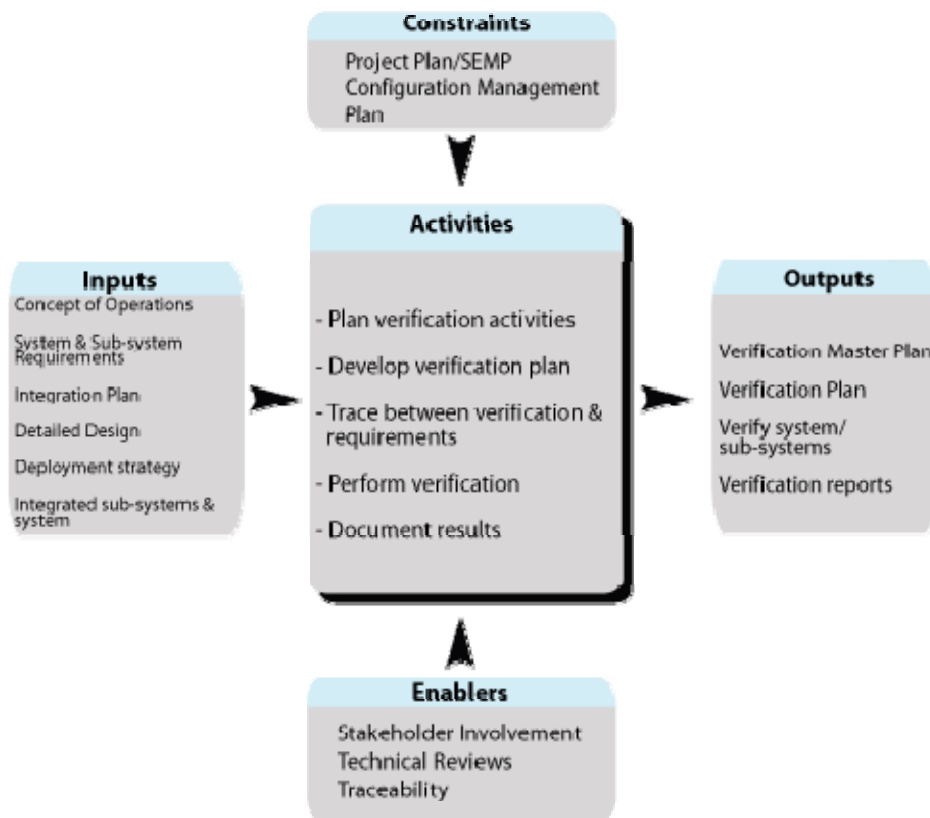 Constraints
Project Plan/SEMP
Configuration Management
Plan
Activities
- Plan verification activities
- Develop verification plan
- Trace between verification &
requirements
- Perform verification
- Document results
Inputs
Concept of Operations
System & Sub-system
Requirements
Integration Plan
Detailed Design
Deployment strategy
Integrated sub-systems &
system
Outputs
Verification Master Plan
Verification Plan
Verify system/
sub-systems
Verification reports
Enablers
Stakeholder Involvement
Technical Reviews
Traceability